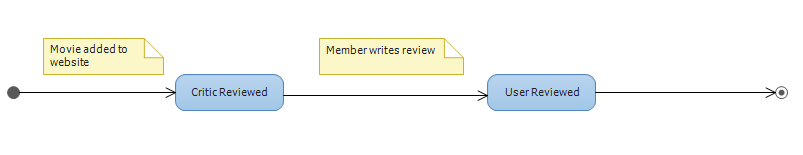 Movie added to
website
Member writes review
Critic Reviewed
User Reviewed